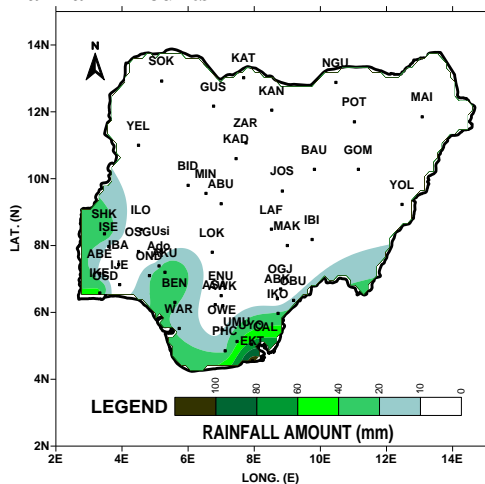 14N
12N
10N
8N
6N
4N
2N
LAT. (N)
N
SOK
KAT
NGU
GUS
KAN
POT
MAI
ZAR
YEL
KAD
BAU
GOM
BID
MIN
JOS
ABU
YOL
SHK
ILO
LAF
IBI
ISE
OSG
Usi
MAK
IBA
Ado
LOK
ABE
OND
AKU
IJE
OGJ
IKE
OSD
BEN
ENU
ABK
OBU
ASA
AWK
IKO
WAR
OWE
UMU
UYO
CAL
PHC
EKT
LEGEND
100
80
60
40
20
10
0
RAINFALL AMOUNT (mm)
2E
4E
6E
8E
10E
12E
14E
LONG. (E)